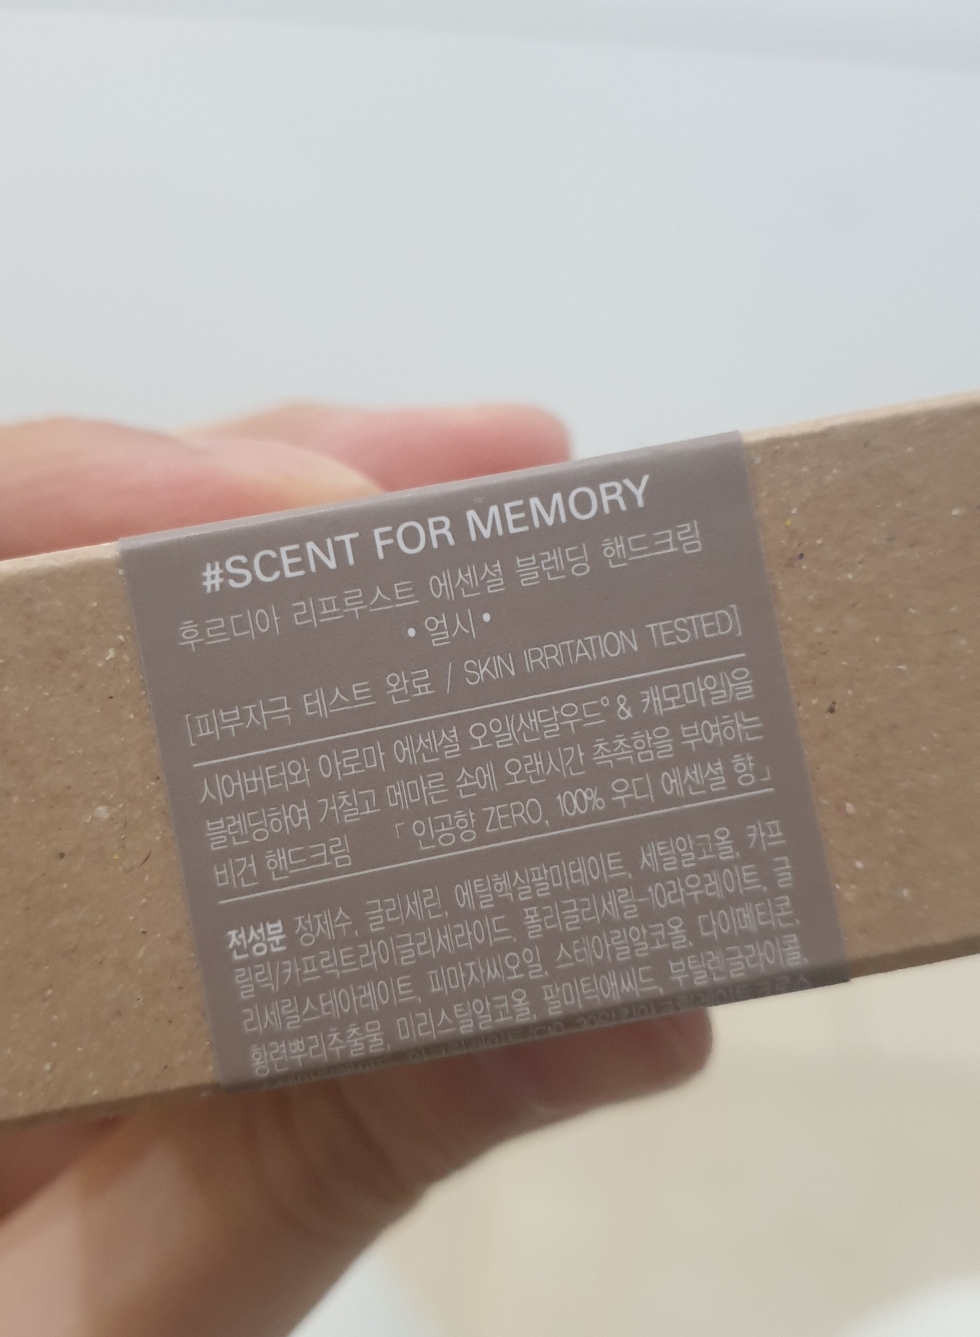 #SCENT FOR MEMORY
후르디아 리프루스트 에센셜 블렌딩 핸드크림
• 얼시 •
[피부자극 테스트 완료 / SKIN IRRITATION TESTED]
시어버터와 아로마 에센셜 오일(샌달우드° & 캐모마일)을
블렌딩하여 거칠고 메마른 손에 오랜시간 촉촉함을 부여하는
비건 핸드크림 「인공향 ZERO, 100% 우디 에센셜 향」
전성분 정제수, 글리세린, 에틸헥실팔미테이트, 세틸알코올, 카프
릴릭/카프릭트라이글리세라이드, 폴리글리세릴-10라우레이트, 글
리세릴스테아레이트, 피마자씨오일, 스테아릴알코올, 다이메티콘,
황련뿌리추출물, 미리스틸알코올, 팔미틱애씨드, 부틸렌글라이콜,